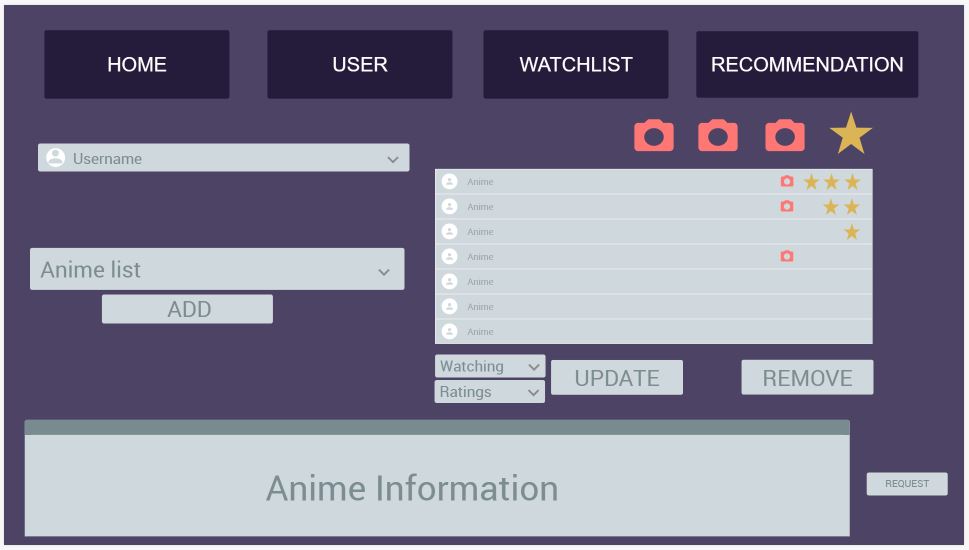 HOME
USER
WATCHLIST
RECOMMENDATION
Username
Anime list
ADD
Anime
Anime
Anime
Anime
Anime
Anime
Anime
Watching
Ratings
UPDATE
REMOVE
Anime Information
REQUEST